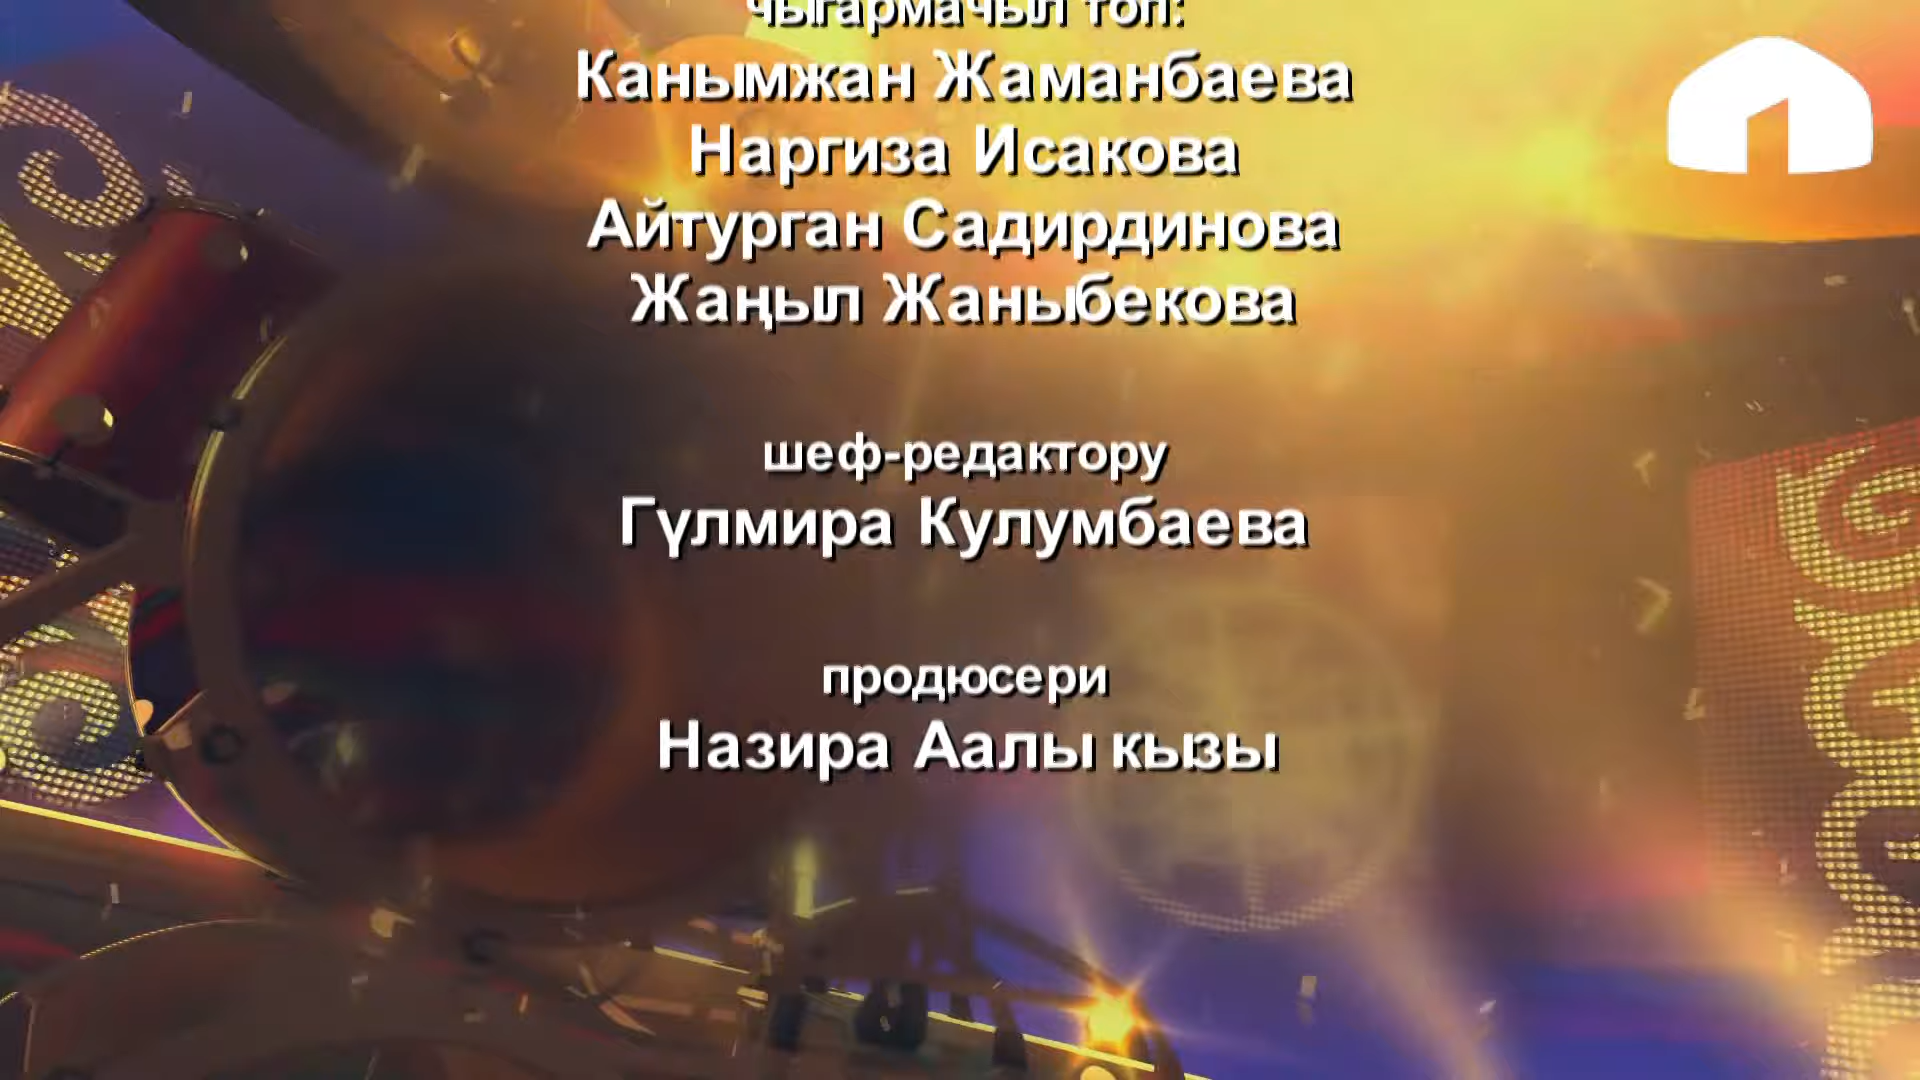 чыгармачыл топ:
Канымжан Жаманбаева
Наргиза Исакова
Айтурган Садирдинова
Жаңыл Жаныбекова
шеф-редактору
Гүлмира Кулумбаева
продюсери
Назира Аалы кызы